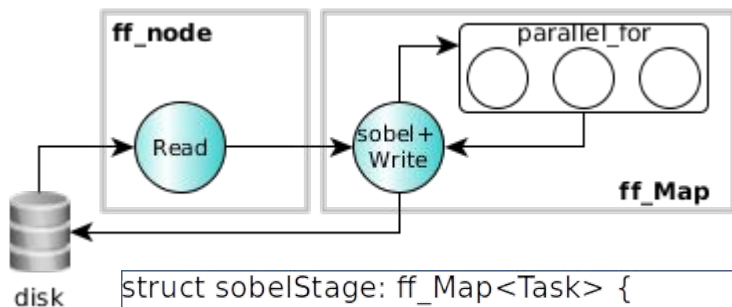 ff_node
parallel_for
Read
sobel+
Write
ff_Map
disk
struct sobelStage: ff_Map<Task> {